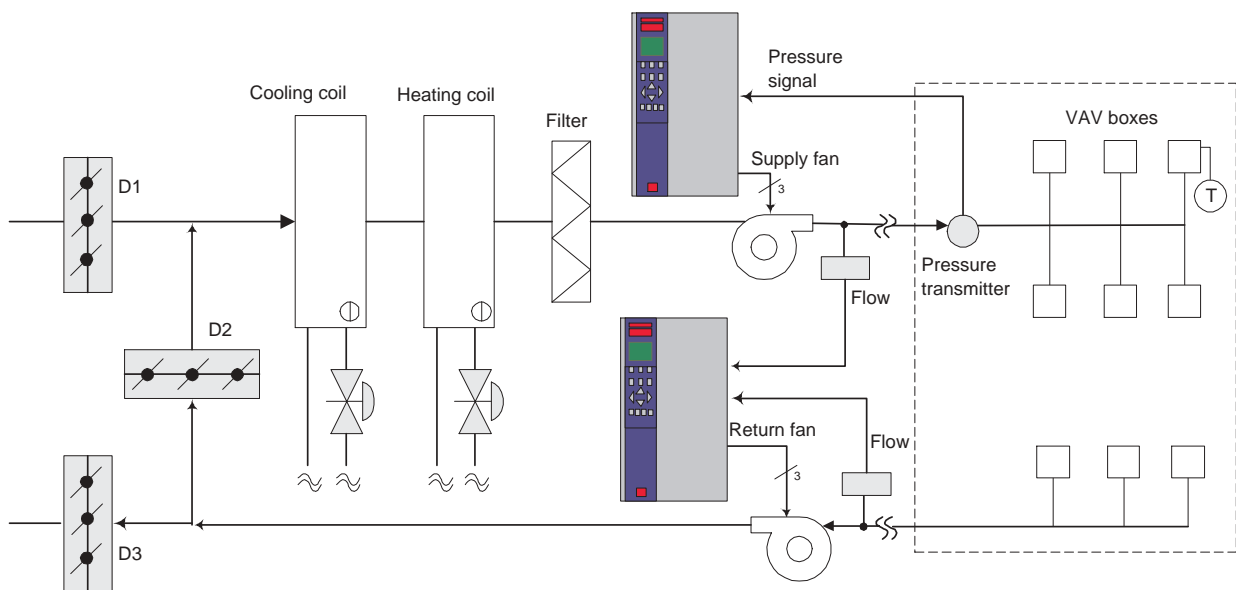 Pressure
signal
Cooling coil
Heating coil
VAV boxes
Filter
Supply fan
3
D1
T
Pressure
transmitter
Flow
D2
Return fan
Flow
3
D3